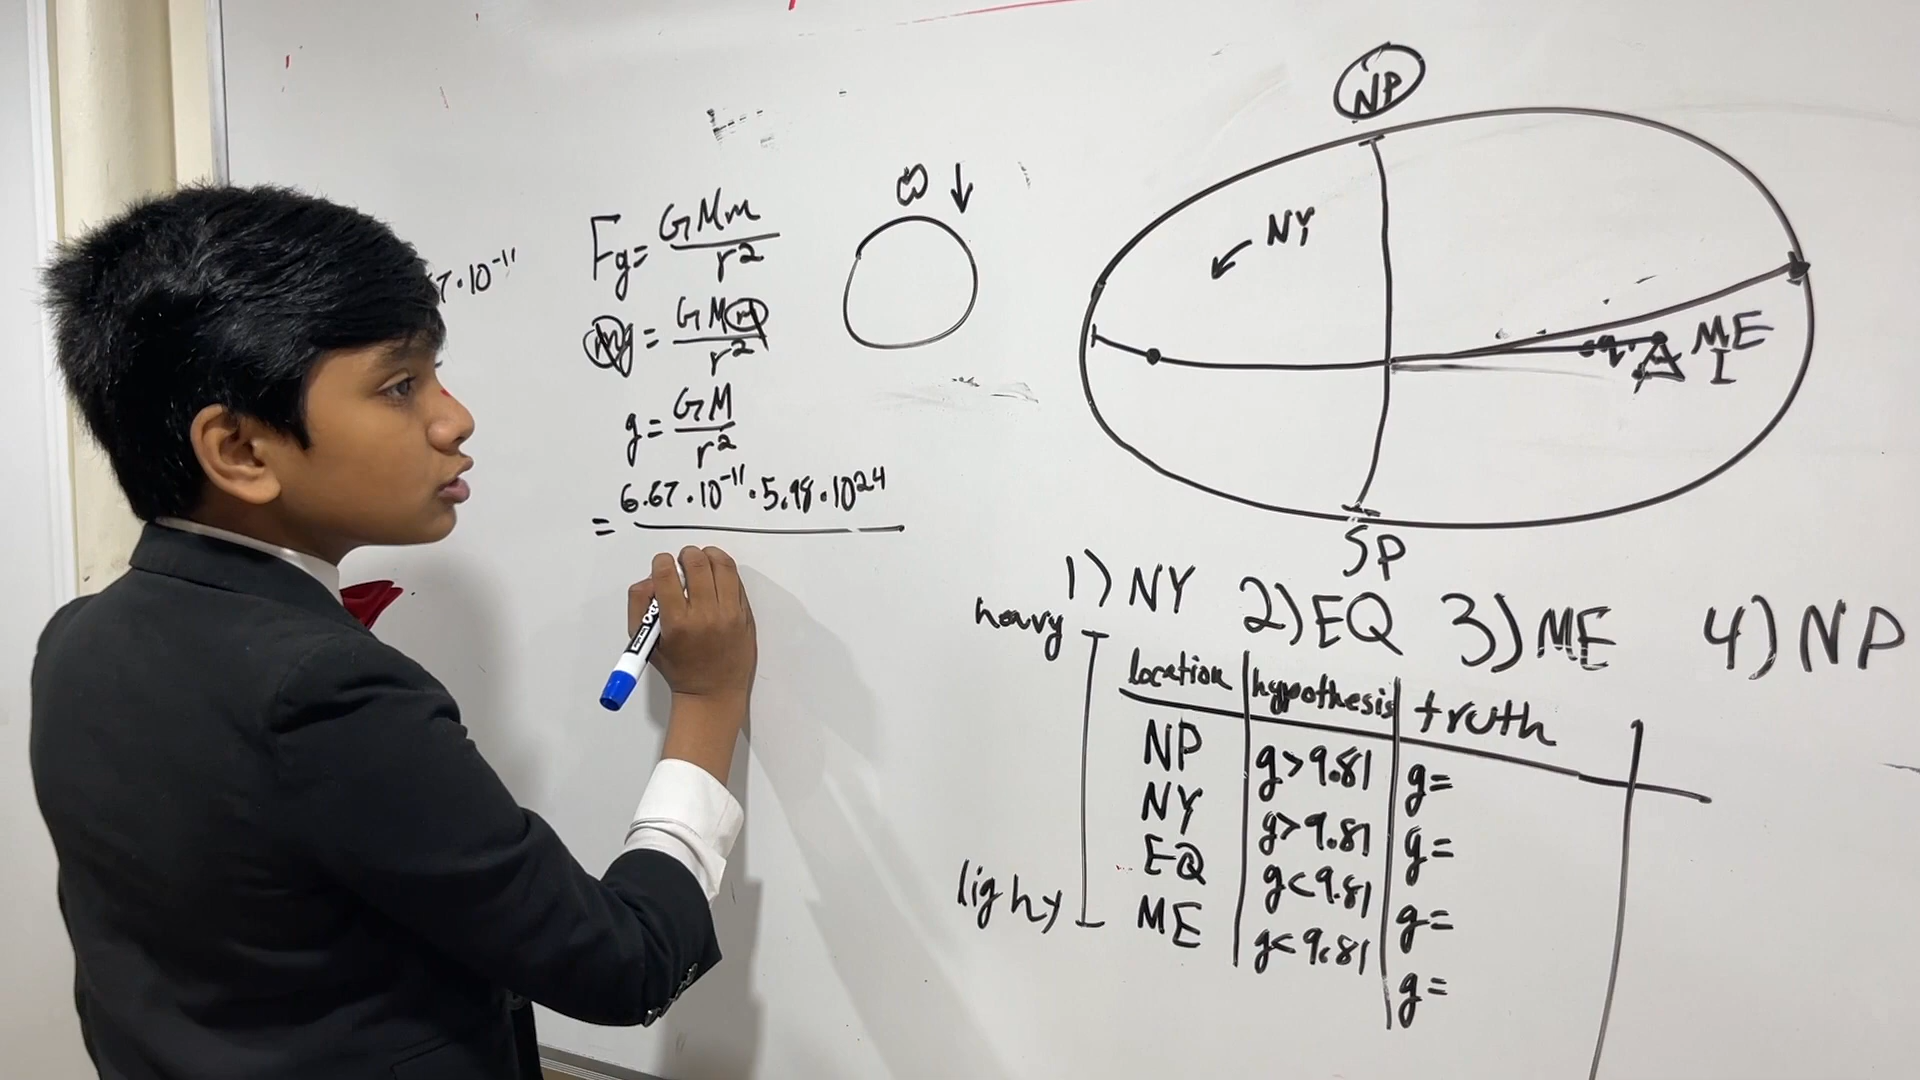 7·10⁻¹¹
Fg = GMm / r²
mg = GMm / r²
g = GM / r²
= 6.67·10⁻¹¹·5.98·10²⁴
NP
NY
ME
SP
1) NY 2) EQ 3) ME 4) NP
heavy
lighy
location | hypothesis | truth
NP | g>9.81 | g=
NY | g>9.81 | g=
EQ | g<9.81 | g=
ME | g<9.81 | g=